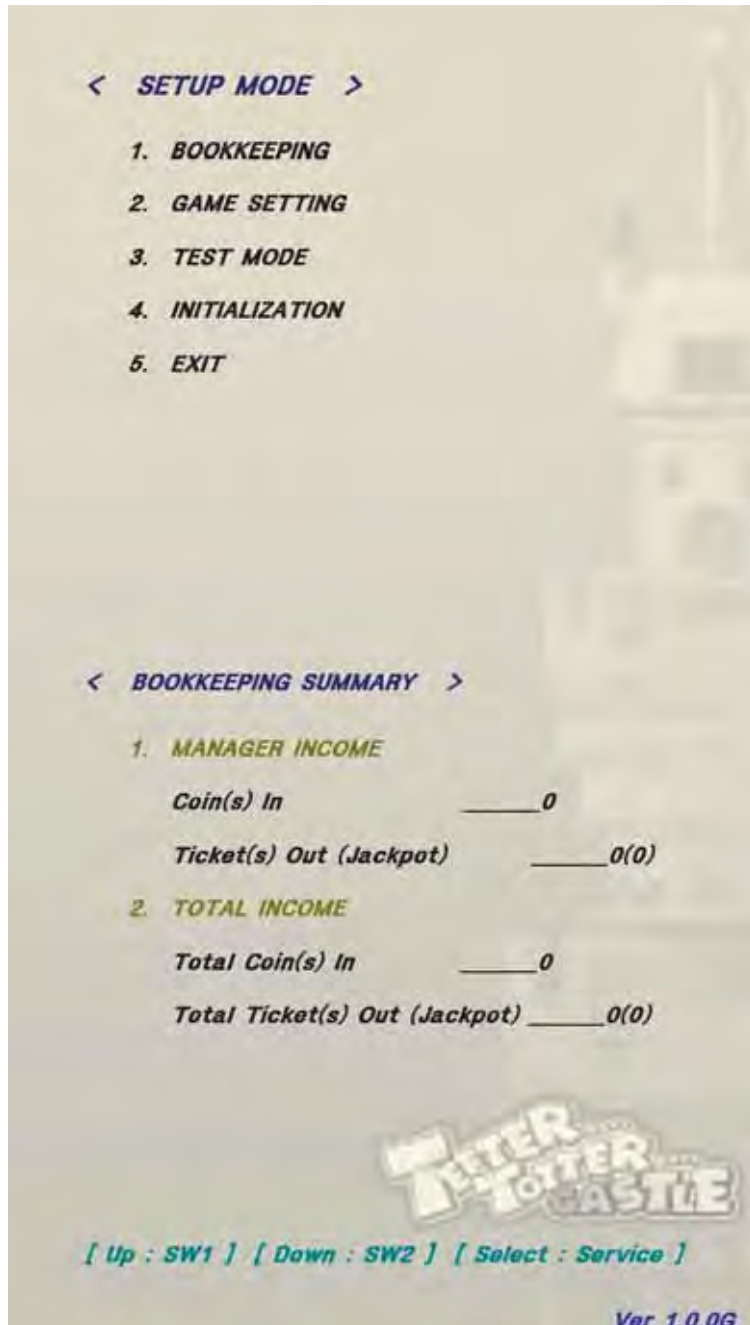 < SETUP MODE >
1. BOOKKEEPING
2. GAME SETTING
3. TEST MODE
4. INITIALIZATION
5. EXIT
< BOOKKEEPING SUMMARY >
1. MANAGER INCOME
Coin(s) In ______0
Ticket(s) Out (Jackpot) ______0(0)
2. TOTAL INCOME
Total Coin(s) In ______0
Total Ticket(s) Out (Jackpot) ______0(0)
TEETER
TOTTER
CASTLE
[ Up : SW1 ] [ Down : SW2 ] [ Select : Service ]
Ver 1.0.0G